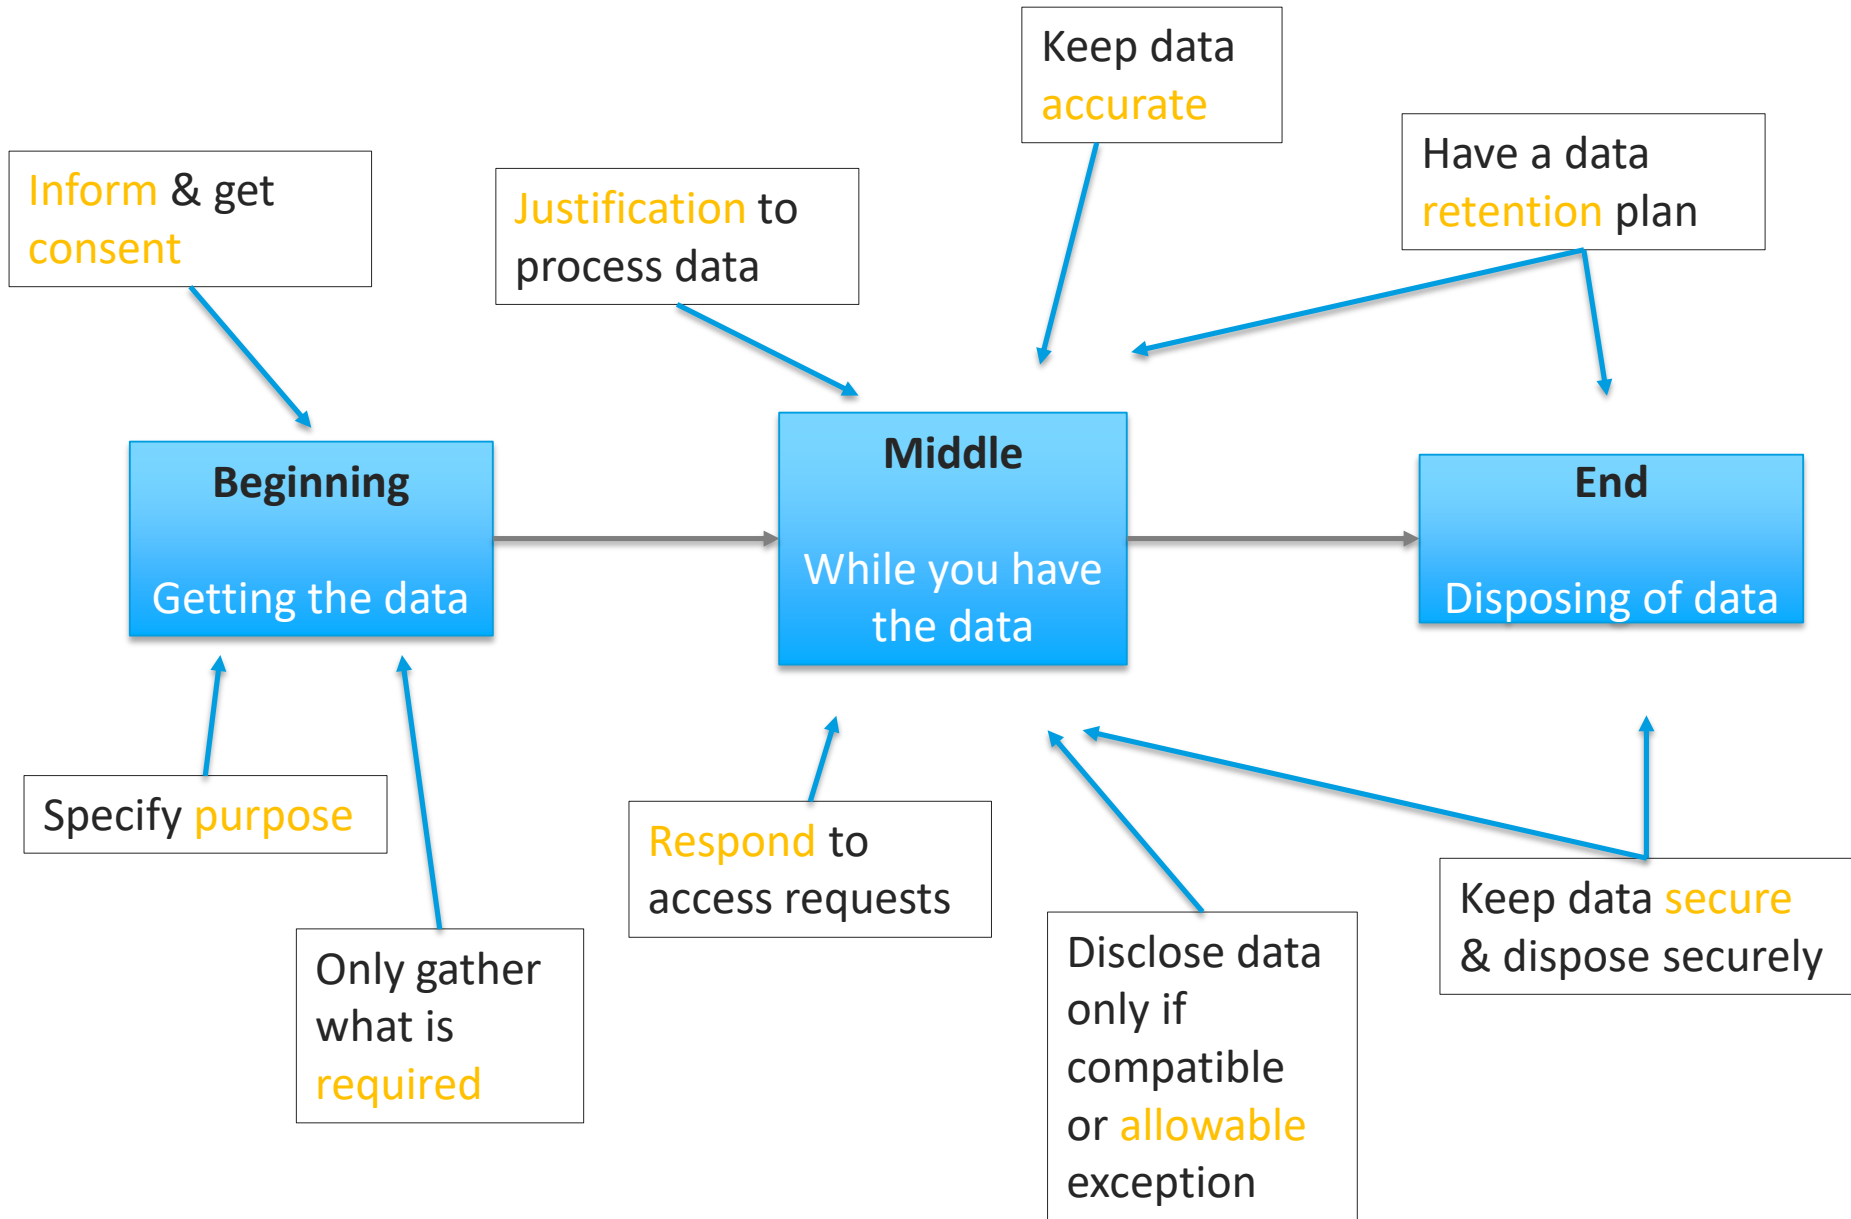 Keep data
accurate
Have a data
retention plan
Inform & get
consent
Justification to
process data
Beginning
Getting the data
Middle
While you have
the data
End
Disposing of data
Specify purpose
Only gather
what is
required
Respond to
access requests
Disclose data
only if
compatible
or allowable
exception
Keep data secure
& dispose securely